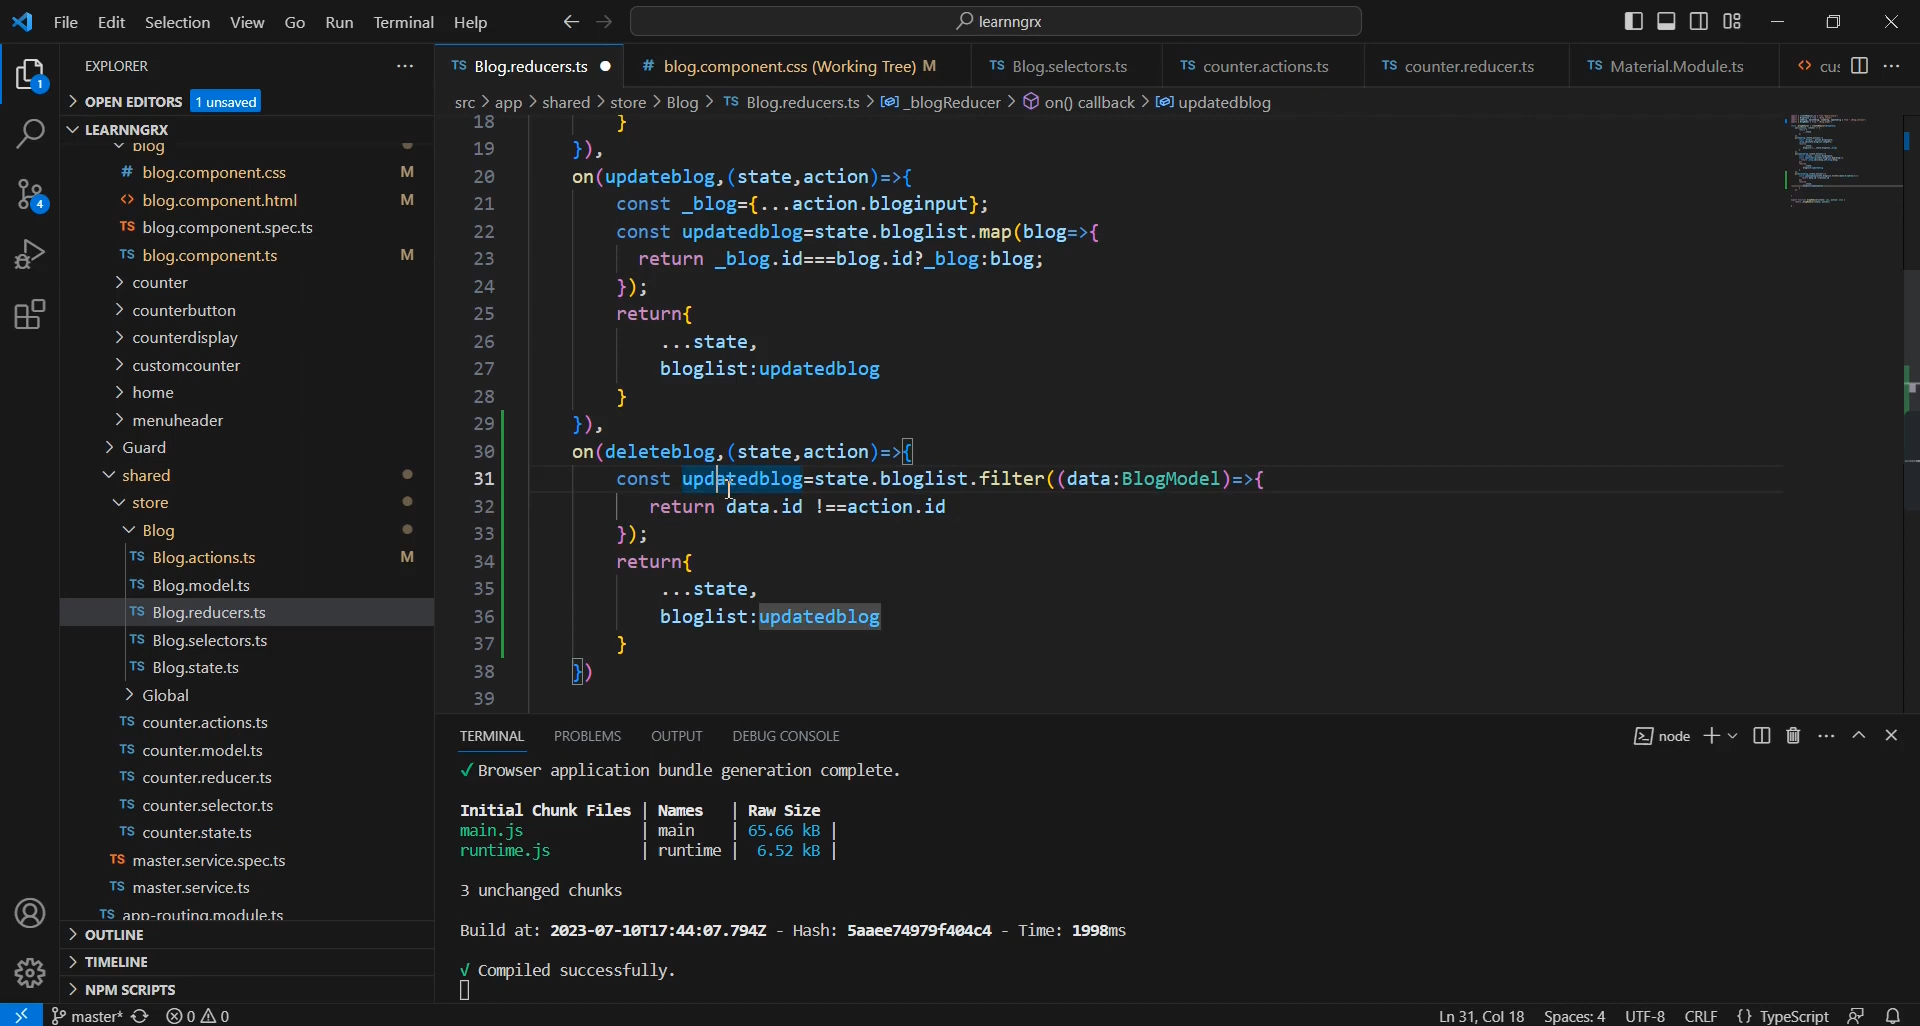 File Edit Selection View Go Run Terminal Help
learnngrx
EXPLORER
OPEN EDITORS 1 unsaved
LEARNNGRX
blog
# blog.component.css M
<> blog.component.html M
TS blog.component.spec.ts
TS blog.component.ts M
counter
counterbutton
counterdisplay
customcounter
home
menuheader
Guard
shared
store
Blog
TS Blog.actions.ts M
TS Blog.model.ts
TS Blog.reducers.ts
TS Blog.selectors.ts
TS Blog.state.ts
Global
TS counter.actions.ts
TS counter.model.ts
TS counter.reducer.ts
TS counter.selector.ts
TS counter.state.ts
TS master.service.spec.ts
TS master.service.ts
TS app-routing.module.ts
OUTLINE
TIMELINE
NPM SCRIPTS
1
4
TS Blog.reducers.ts # blog.component.css (Working Tree) M TS Blog.selectors.ts TS counter.actions.ts TS counter.reducer.ts TS Material.Module.ts <> cu
src > app > shared > store > Blog > TS Blog.reducers.ts > _blogReducer > on() callback > updatedblog
18 }
19 }),
20 on(updateblog,(state,action)=>{
21 const _blog={...action.bloginput};
22 const updatedblog=state.bloglist.map(blog=>{
23 return _blog.id===blog.id?_blog:blog;
24 });
25 return{
26 ...state,
27 bloglist:updatedblog
28 }
29 }),
30 on(deleteblog,(state,action)=>{
31 const updatedblog=state.bloglist.filter((data:BlogModel)=>{
32 return data.id !==action.id
33 });
34 return{
35 ...state,
36 bloglist:updatedblog
37 }
38 })
39
TERMINAL PROBLEMS OUTPUT DEBUG CONSOLE node
√ Browser application bundle generation complete.
Initial Chunk Files | Names | Raw Size
main.js | main | 65.66 kB |
runtime.js | runtime | 6.52 kB |
3 unchanged chunks
Build at: 2023-07-10T17:44:07.794Z - Hash: 5aaee74979f404c4 - Time: 1998ms
√ Compiled successfully.
master* 0 0 Ln 31, Col 18 Spaces: 4 UTF-8 CRLF {} TypeScript